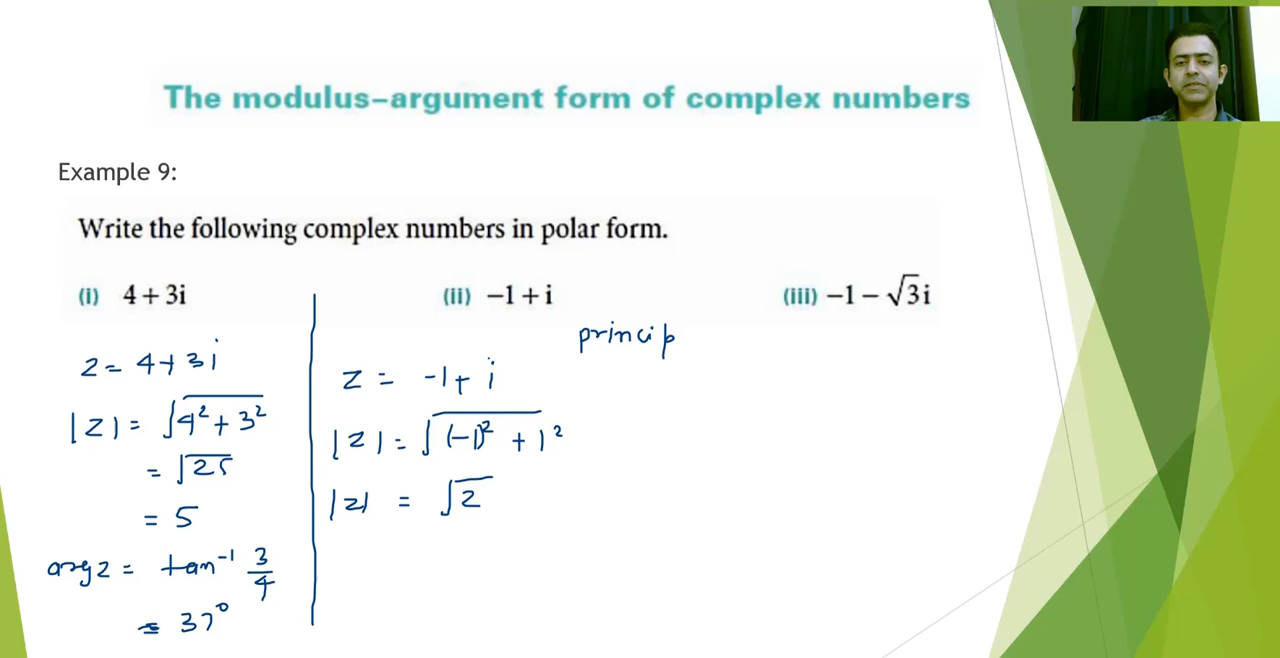 The modulus–argument form of complex numbers
Example 9:
Write the following complex numbers in polar form.
(i) 4 + 3i
(ii) −1 + i
(iii) −1 − √3i
z = 4 + 3i
|z| = √4² + 3²
= √25
= 5
arg z = tan⁻¹ 3/4
= 37°
princip
z = -1 + i
|z| = √(-1)² + 1²
|z| = √2